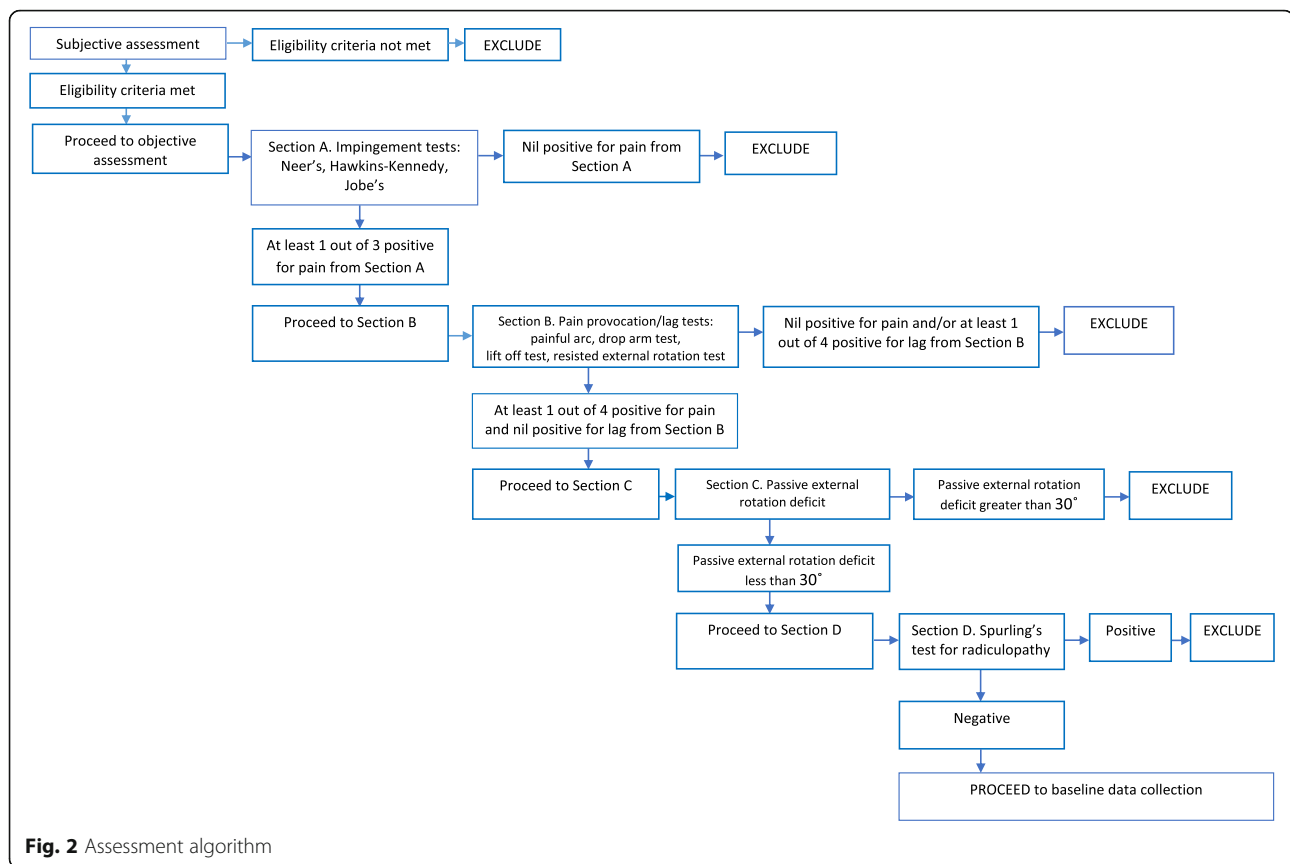 Subjective assessment
Eligibility criteria not met
EXCLUDE
Eligibility criteria met
Proceed to objective
assessment
Section A. Impingement tests:
Neer's, Hawkins-Kennedy,
Jobe's
Nil positive for pain from
Section A
EXCLUDE
At least 1 out of 3 positive
for pain from Section A
Proceed to Section B
Section B. Pain provocation/lag tests:
painful arc, drop arm test,
lift off test, resisted external rotation test
Nil positive for pain and/or at least 1
out of 4 positive for lag from Section B
EXCLUDE
At least 1 out of 4 positive for pain
and nil positive for lag from Section B
Proceed to Section C
Section C. Passive external
rotation deficit
Passive external rotation
deficit greater than 30˚
EXCLUDE
Passive external rotation deficit
less than 30˚
Proceed to Section D
Section D. Spurling's
test for radiculopathy
Positive
EXCLUDE
Negative
PROCEED to baseline data collection
Fig. 2 Assessment algorithm